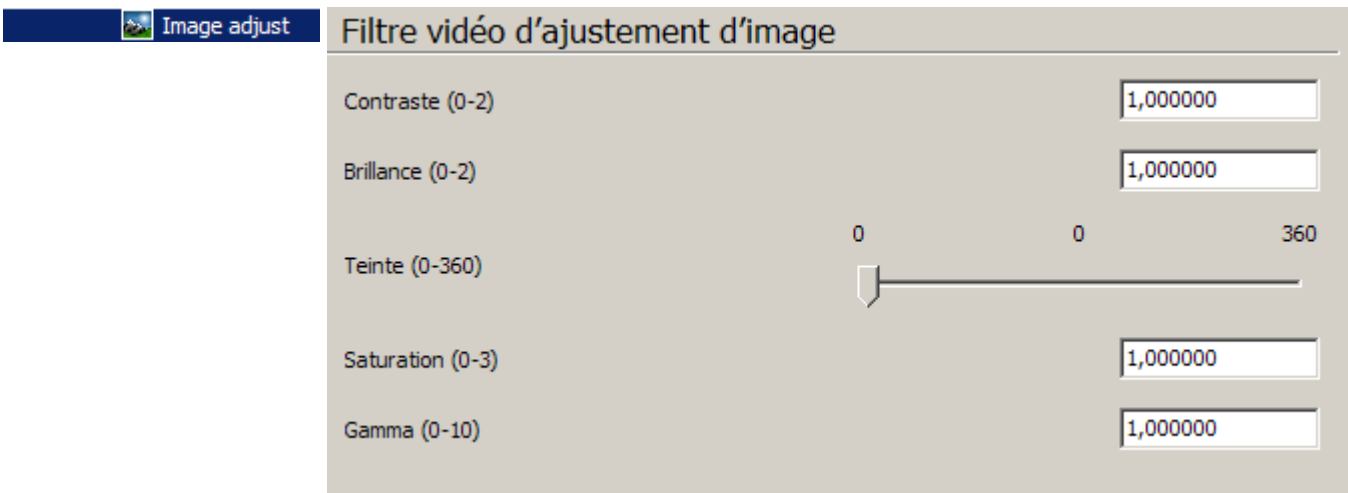 Image adjust
Filtre vidéo d’ajustement d’image
Contraste (0-2)
1,000000
Brillance (0-2)
1,000000
0 0 360
Teinte (0-360)
Saturation (0-3)
1,000000
Gamma (0-10)
1,000000